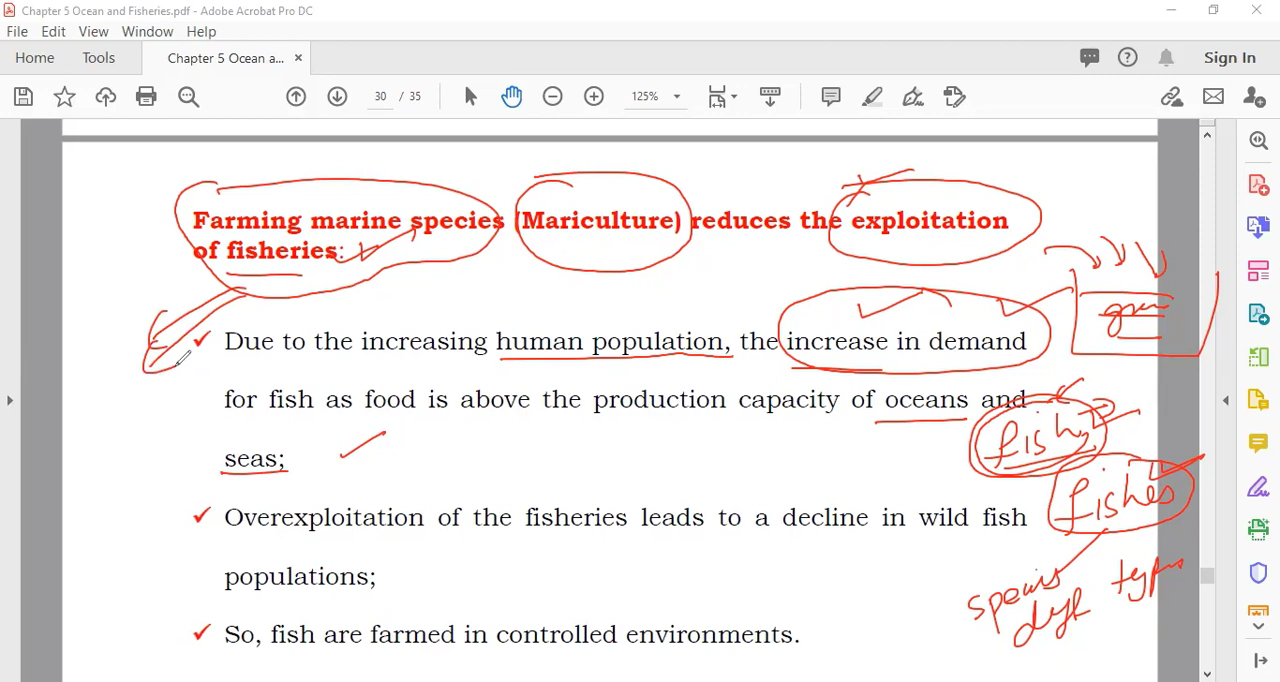 Chapter 5 Ocean and Fisheries.pdf - Adobe Acrobat Pro DC
File Edit View Window Help
Home Tools Chapter 5 Ocean a... × Sign In
30 / 35 125%
Farming marine species (Mariculture) reduces the exploitation
of fisheries:
Due to the increasing human population, the increase in demand
for fish as food is above the production capacity of oceans and
seas;
fish
fishes
Overexploitation of the fisheries leads to a decline in wild fish
populations;
types
So, fish are farmed in controlled environments.